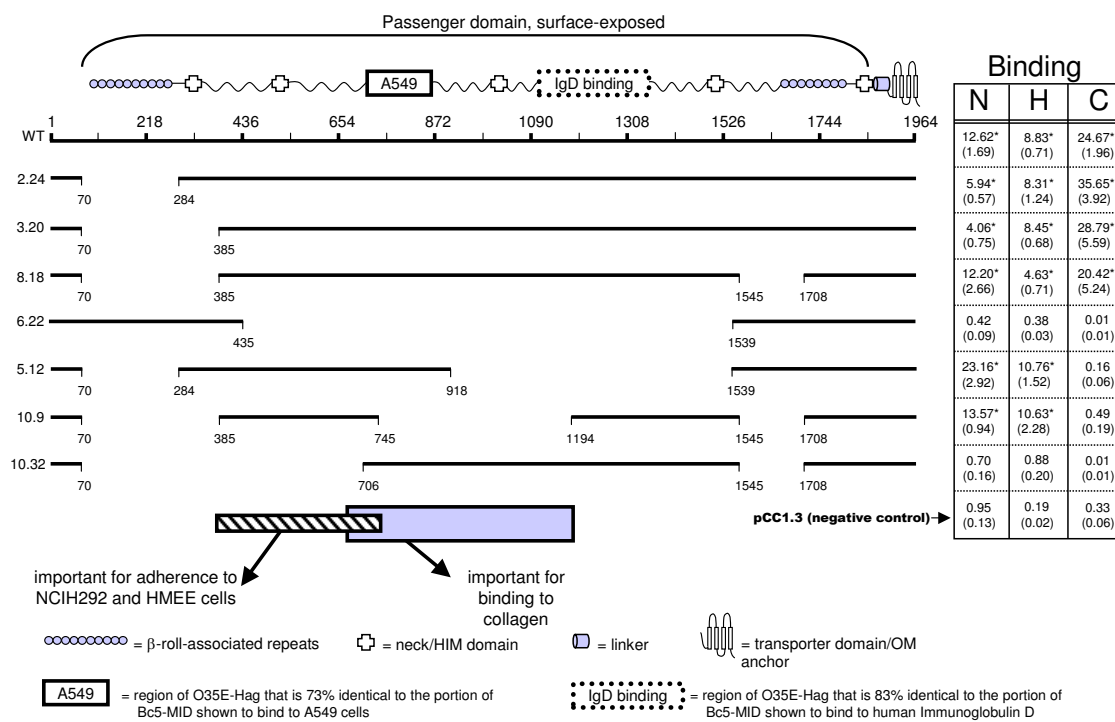 Passenger domain, surface-exposed
A549
IgD binding
Binding
N H C
1 218 436 654 872 1090 1308 1526 1744 1964
WT
12.62* 8.83* 24.67*
(1.69) (0.71) (1.96)
2.24
70 284
5.94* 8.31* 35.65*
(0.57) (1.24) (3.92)
3.20
70 385
4.06* 8.45* 28.79*
(0.75) (0.68) (5.59)
8.18
70 385 1545 1708
12.20* 4.63* 20.42*
(2.66) (0.71) (5.24)
6.22
435 1539
0.42 0.38 0.01
(0.09) (0.03) (0.01)
5.12
70 284 918 1539
23.16* 10.76* 0.16
(2.92) (1.52) (0.06)
10.9
70 385 745 1194 1545 1708
13.57* 10.63* 0.49
(0.94) (2.28) (0.19)
10.32
70 706 1545 1708
0.70 0.88 0.01
(0.16) (0.20) (0.01)
pCC1.3 (negative control)
0.95 0.19 0.33
(0.13) (0.02) (0.06)
important for adherence to
NCIH292 and HMEE cells
important for
binding to
collagen
= β-roll-associated repeats
= neck/HIM domain
= linker
= transporter domain/OM
anchor
A549
= region of O35E-Hag that is 73% identical to the portion of
Bc5-MID shown to bind to A549 cells
IgD binding
= region of O35E-Hag that is 83% identical to the portion of
Bc5-MID shown to bind to human Immunoglobulin D